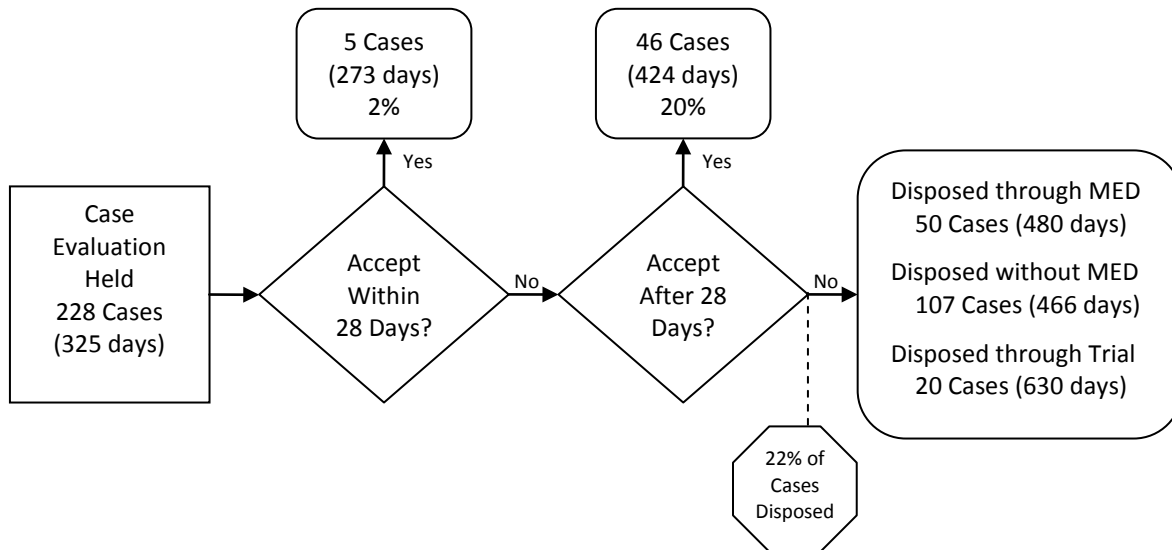 Case
Evaluation
Held
228 Cases
(325 days)
Accept
Within
28 Days?
Yes
5 Cases
(273 days)
2%
No
Accept
After 28
Days?
Yes
46 Cases
(424 days)
20%
No
22% of
Cases
Disposed
Disposed through MED
50 Cases (480 days)
Disposed without MED
107 Cases (466 days)
Disposed through Trial
20 Cases (630 days)